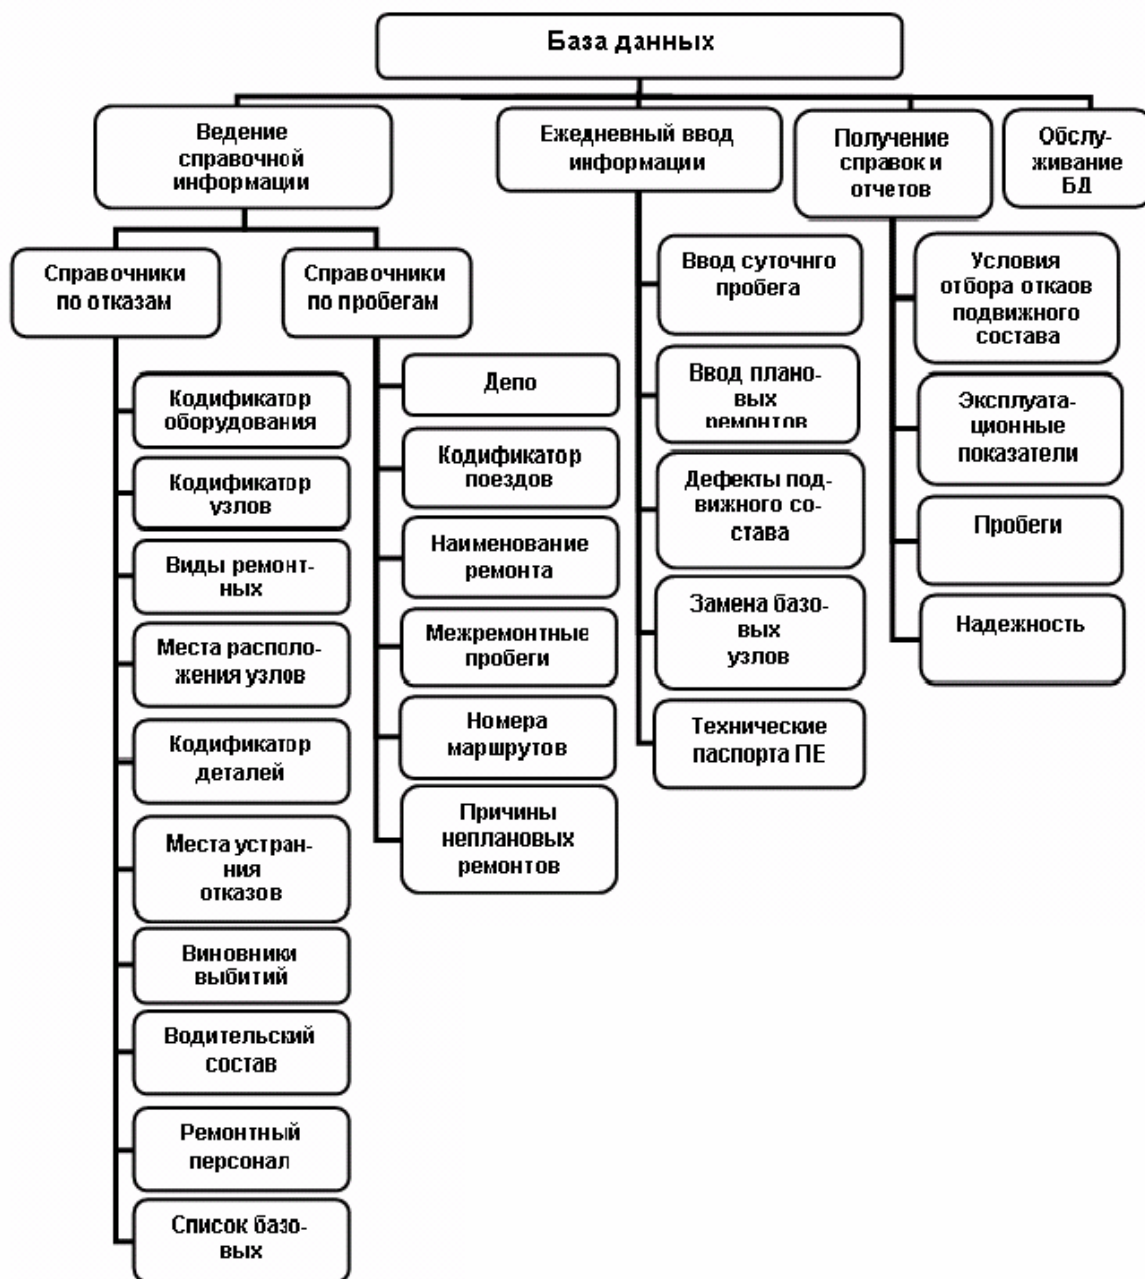 База данных
Ведение
справочной
информации
Ежедневный ввод
информации
Получение
справок и
отчетов
Обслу-
живание
БД
Справочники
по отказам
Справочники
по пробегам
Кодификатор
оборудования
Кодификатор
узлов
Виды ремонт-
ных
Места располо-
жения узлов
Кодификатор
деталей
Места устран-
ния
отказов
Виновники
выбитий
Водительский
состав
Ремонтный
персонал
Список базо-
вых
Депо
Кодификатор
поездов
Наименование
ремонта
Межремонтные
пробеги
Номера
маршрутов
Причины
неплановых
ремонтов
Ввод суточнго
пробега
Ввод плано-
вых
ремонтов
Дефекты под-
вижного со-
става
Замена базо-
вых
узлов
Технические
паспорта ПЕ
Условия
отбора откаов
подвижного
состава
Эксплуата-
ционные
показатели
Пробеги
Надежность